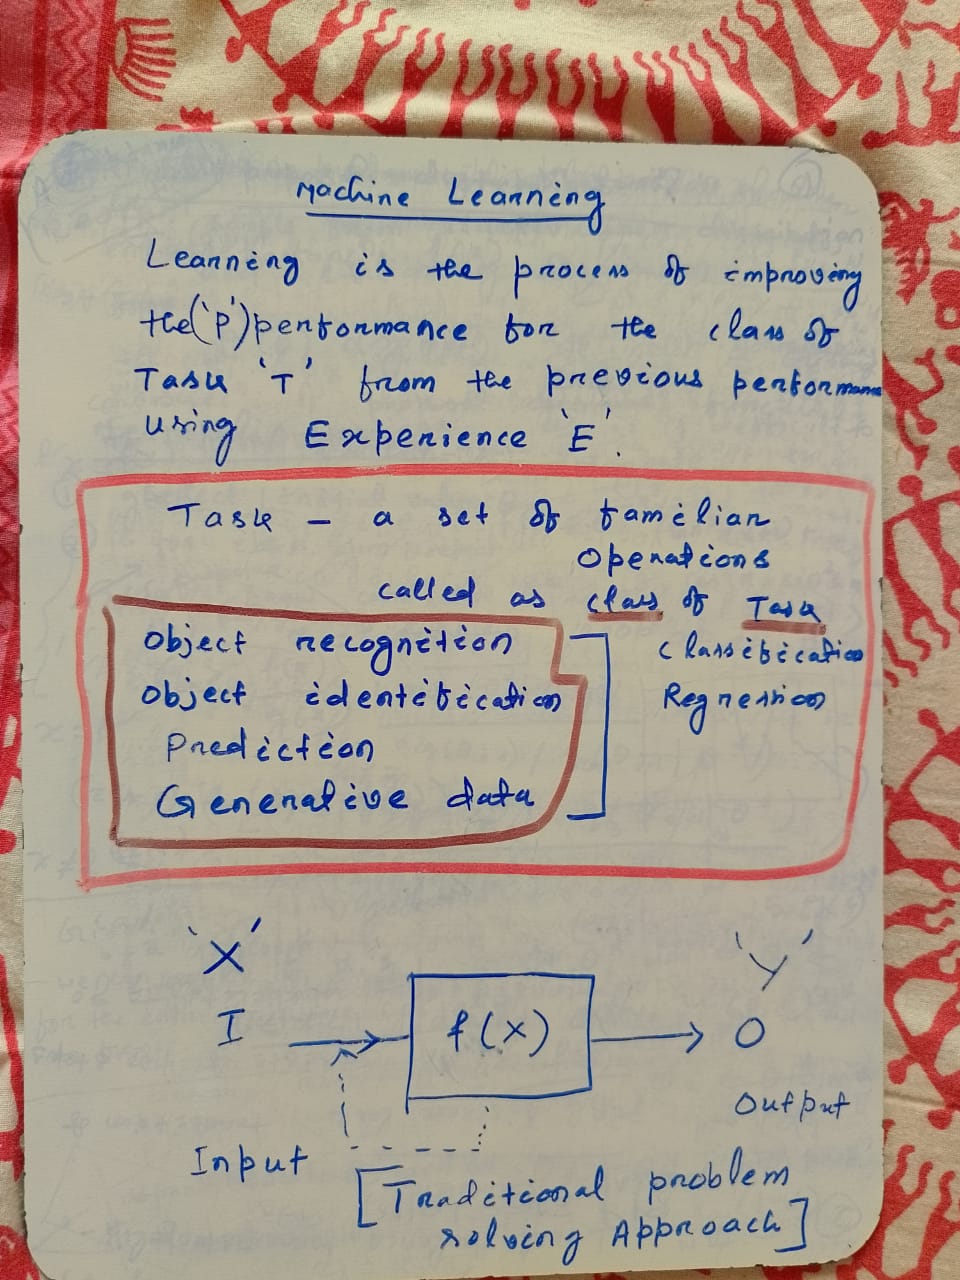 Machine Learning
Learning is the process of improving
the('P')performance for the class of
Task 'T' from the previous performance
using Experience 'E'.
Task - a set of familiar
operations
called as class of Task
Object recognition
Classification
Object identification
Regression
Prediction
Generative data
'X'
'Y'
I
f(x)
O
Output
Input
[Traditional problem
solving Approach]